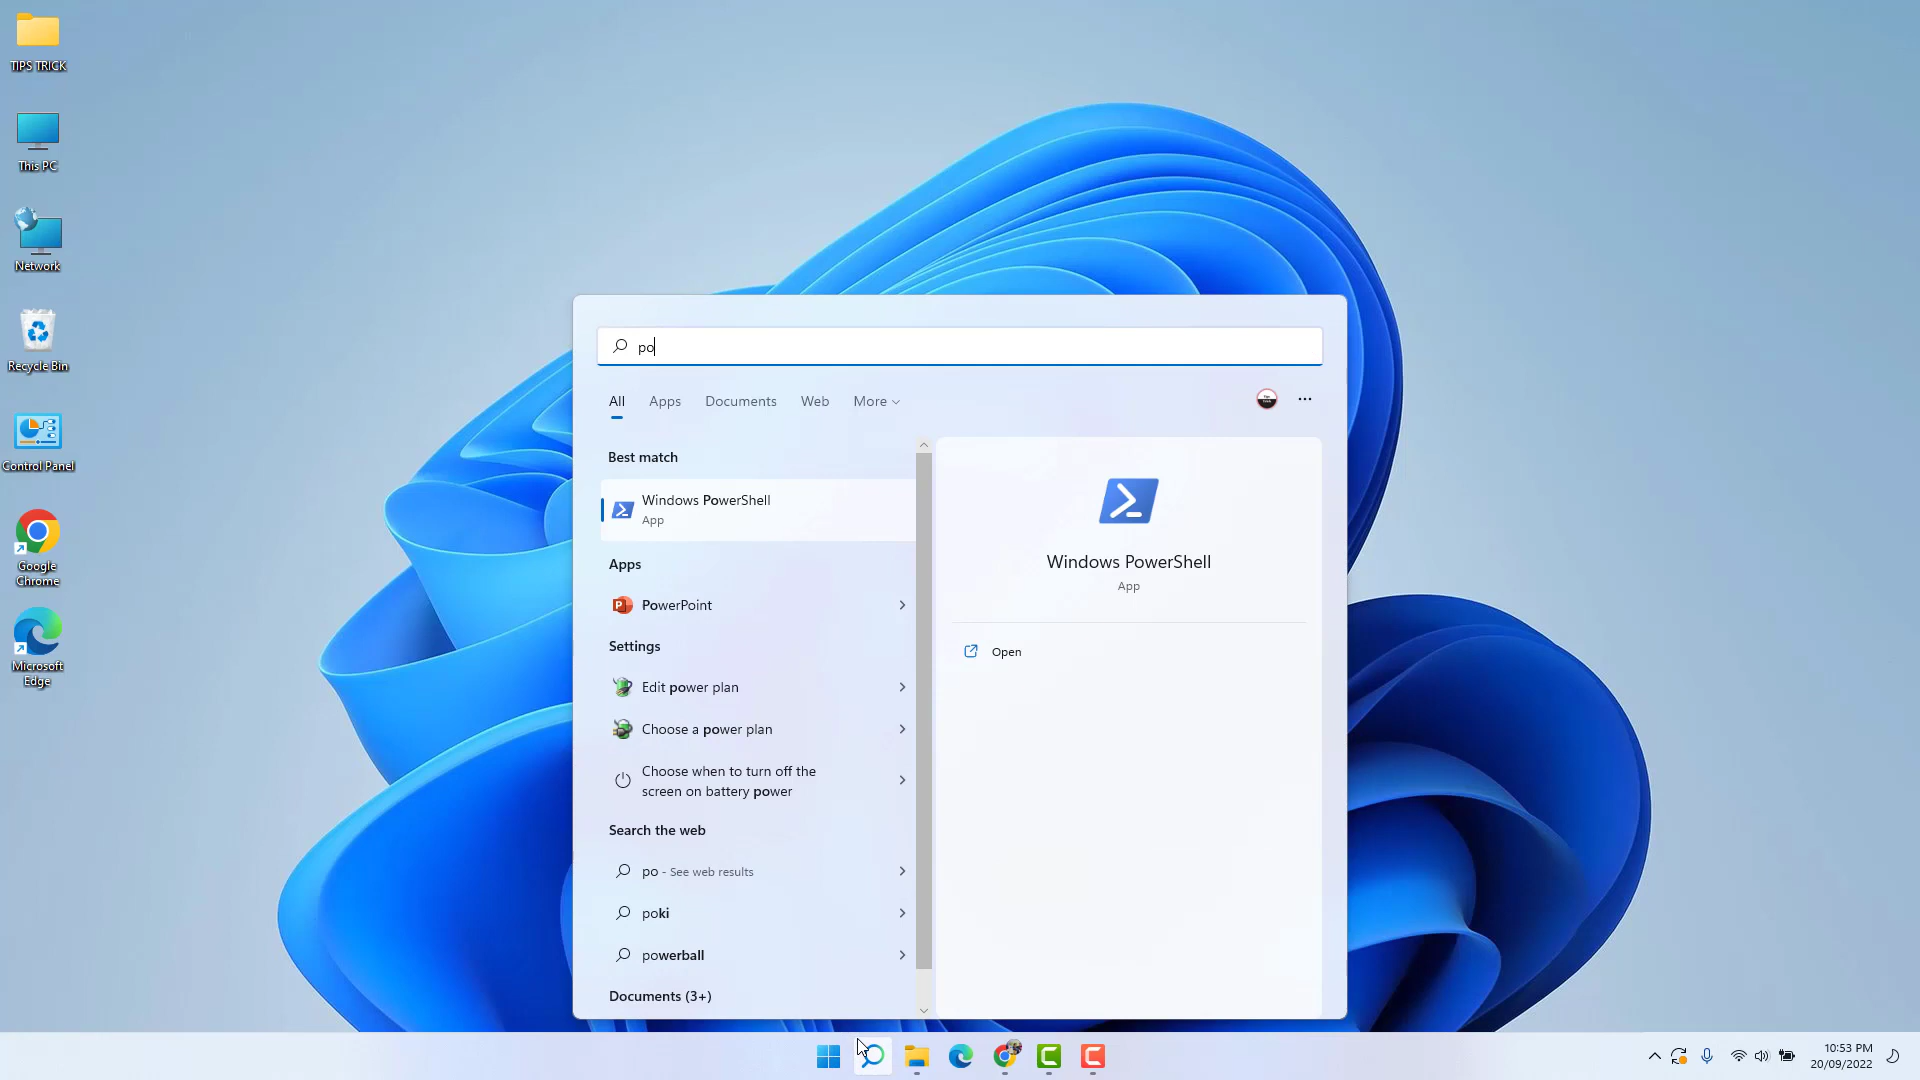 TIPS TRICK
This PC
Network
Recycle Bin
Control Panel
Google
Chrome
Microsoft
Edge
po
All
Apps
Documents
Web
More
Best match
Windows PowerShell
App
Apps
PowerPoint
Settings
Edit power plan
Choose a power plan
Choose when to turn off the
screen on battery power
Search the web
po - See web results
poki
powerball
Documents (3+)
Windows PowerShell
App
Open
10:53 PM
20/09/2022